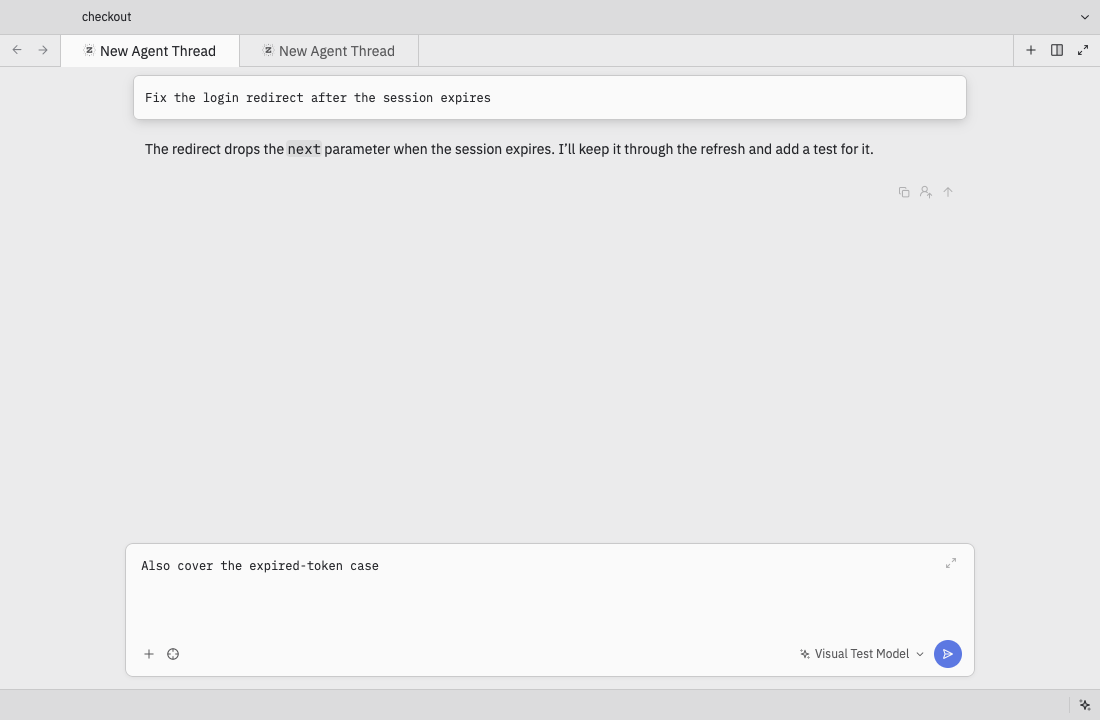 checkout
New Agent Thread
New Agent Thread
Fix the login redirect after the session expires
The redirect drops the next parameter when the session expires. I’ll keep it through the refresh and add a test for it.
Also cover the expired-token case
Visual Test Model